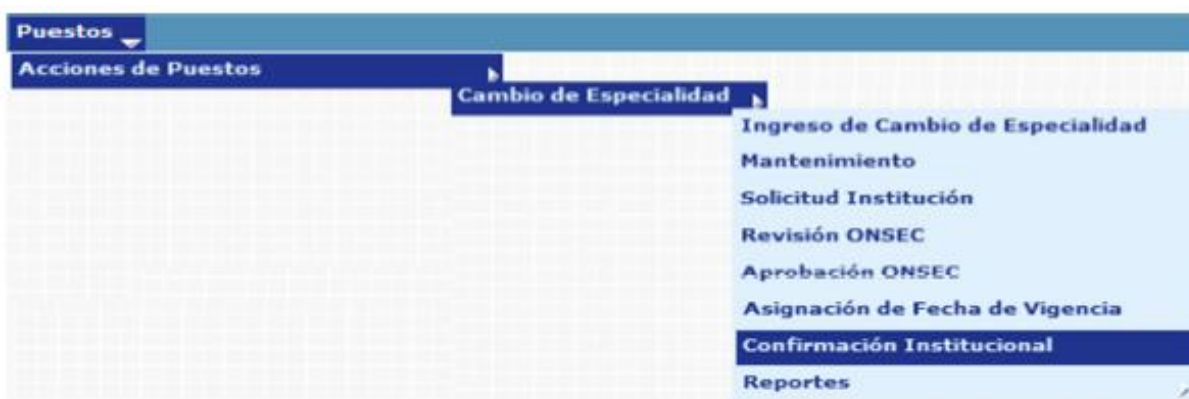 Puestos
Acciones de Puestos
Cambio de Especialidad
Ingreso de Cambio de Especialidad
Mantenimiento
Solicitud Institución
Revisión ONSEC
Aprobación ONSEC
Asignación de Fecha de Vigencia
Confirmación Institucional
Reportes